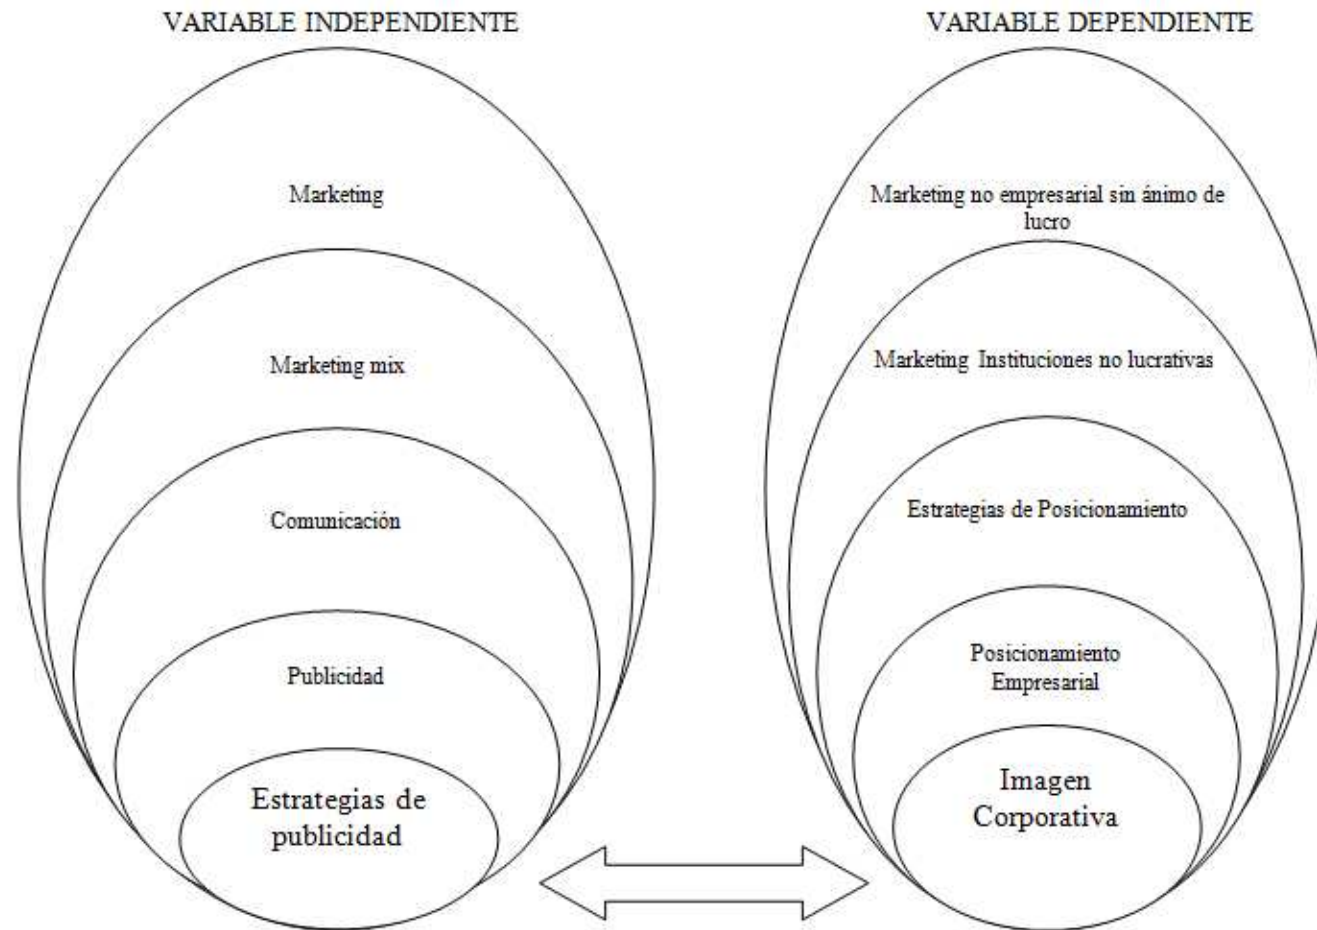 VARIABLE INDEPENDIENTE
Marketing
Marketing mix
Comunicación
Publicidad
Estrategias de
publicidad
VARIABLE DEPENDIENTE
Marketing no empresarial sin ánimo de
lucro
Marketing Instituciones no lucrativas
Estrategias de Posicionamiento
Posicionamiento
Empresarial
Imagen
Corporativa